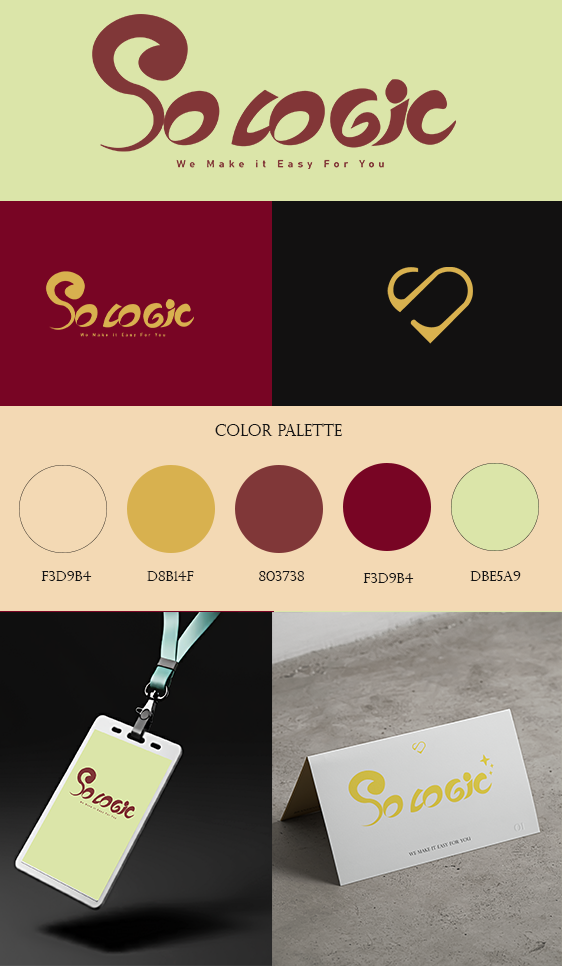 So LOGiC
We Make it Easy For You
So LOGiC
We Make it Easy For You
COLOR PALETTE
F3D9B4
D8B14F
803738
F3D9B4
DBE5A9
So LOGiC
We Make it Easy For You
So LOGiC
WE MAKE IT EASY FOR YOU